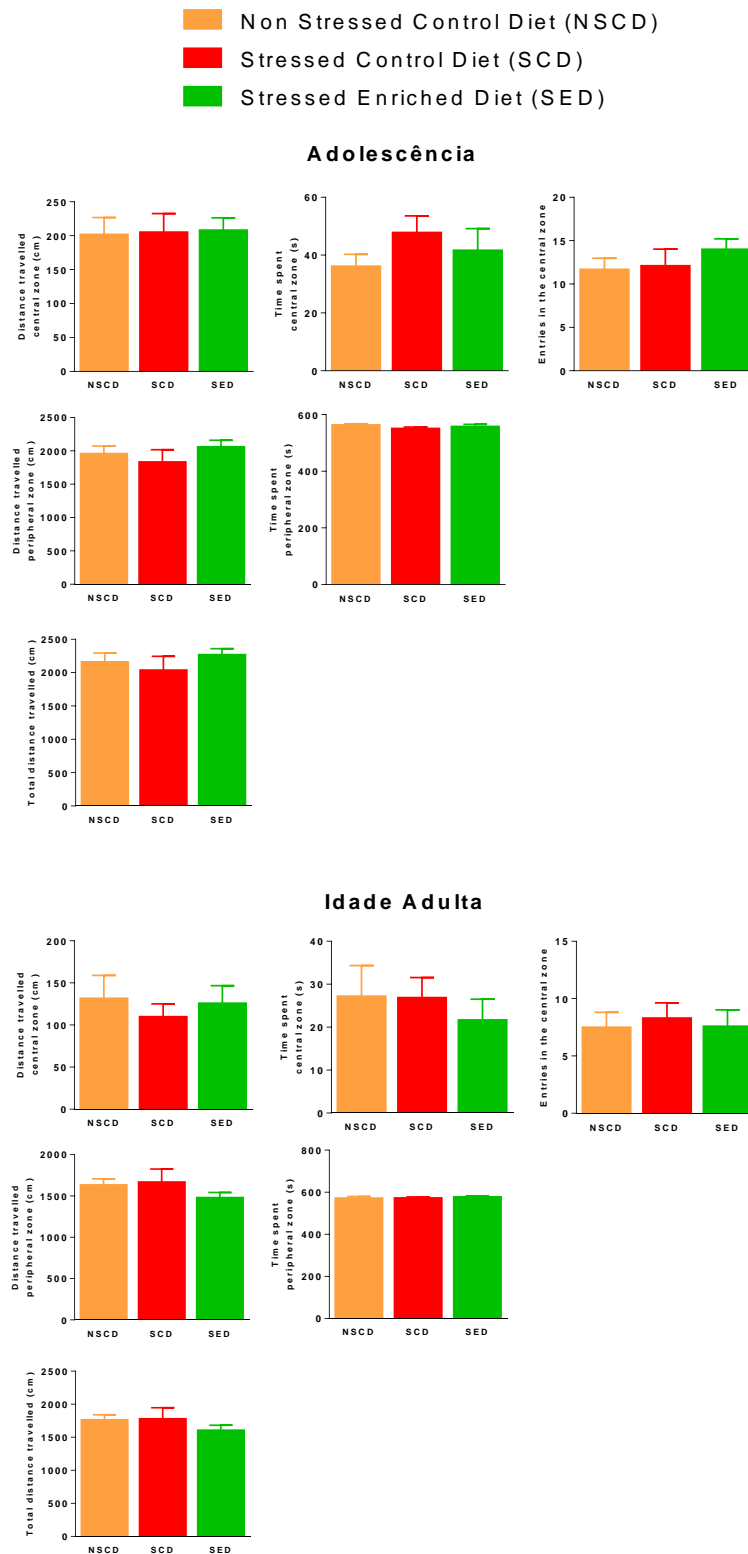 Non Stressed Control Diet (NSCD)
Stressed Control Diet (SCD)
Stressed Enriched Diet (SED)
Adolescência
Distance travelled
central zone (cm)
250
200
150
100
50
0
NSCD SCD SED
Time spent
central zone (s)
60
40
20
0
NSCD SCD SED
Entries in the central zone
20
15
10
5
0
NSCD SCD SED
Distance travelled
peripheral zone (cm)
2500
2000
1500
1000
500
0
NSCD SCD SED
Time spent
peripheral zone (s)
600
400
200
0
NSCD SCD SED
Total distance travelled (cm)
2500
2000
1500
1000
500
0
NSCD SCD SED
Idade Adulta
Distance travelled
central zone (cm)
200
150
100
50
0
NSCD SCD SED
Time spent
central zone (s)
40
30
20
10
0
NSCD SCD SED
Entries in the central zone
15
10
5
0
NSCD SCD SED
Distance travelled
peripheral zone (cm)
2000
1500
1000
500
0
NSCD SCD SED
Time spent
peripheral zone (s)
800
600
400
200
0
NSCD SCD SED
Total distance travelled (cm)
2500
2000
1500
1000
500
0
NSCD SCD SED